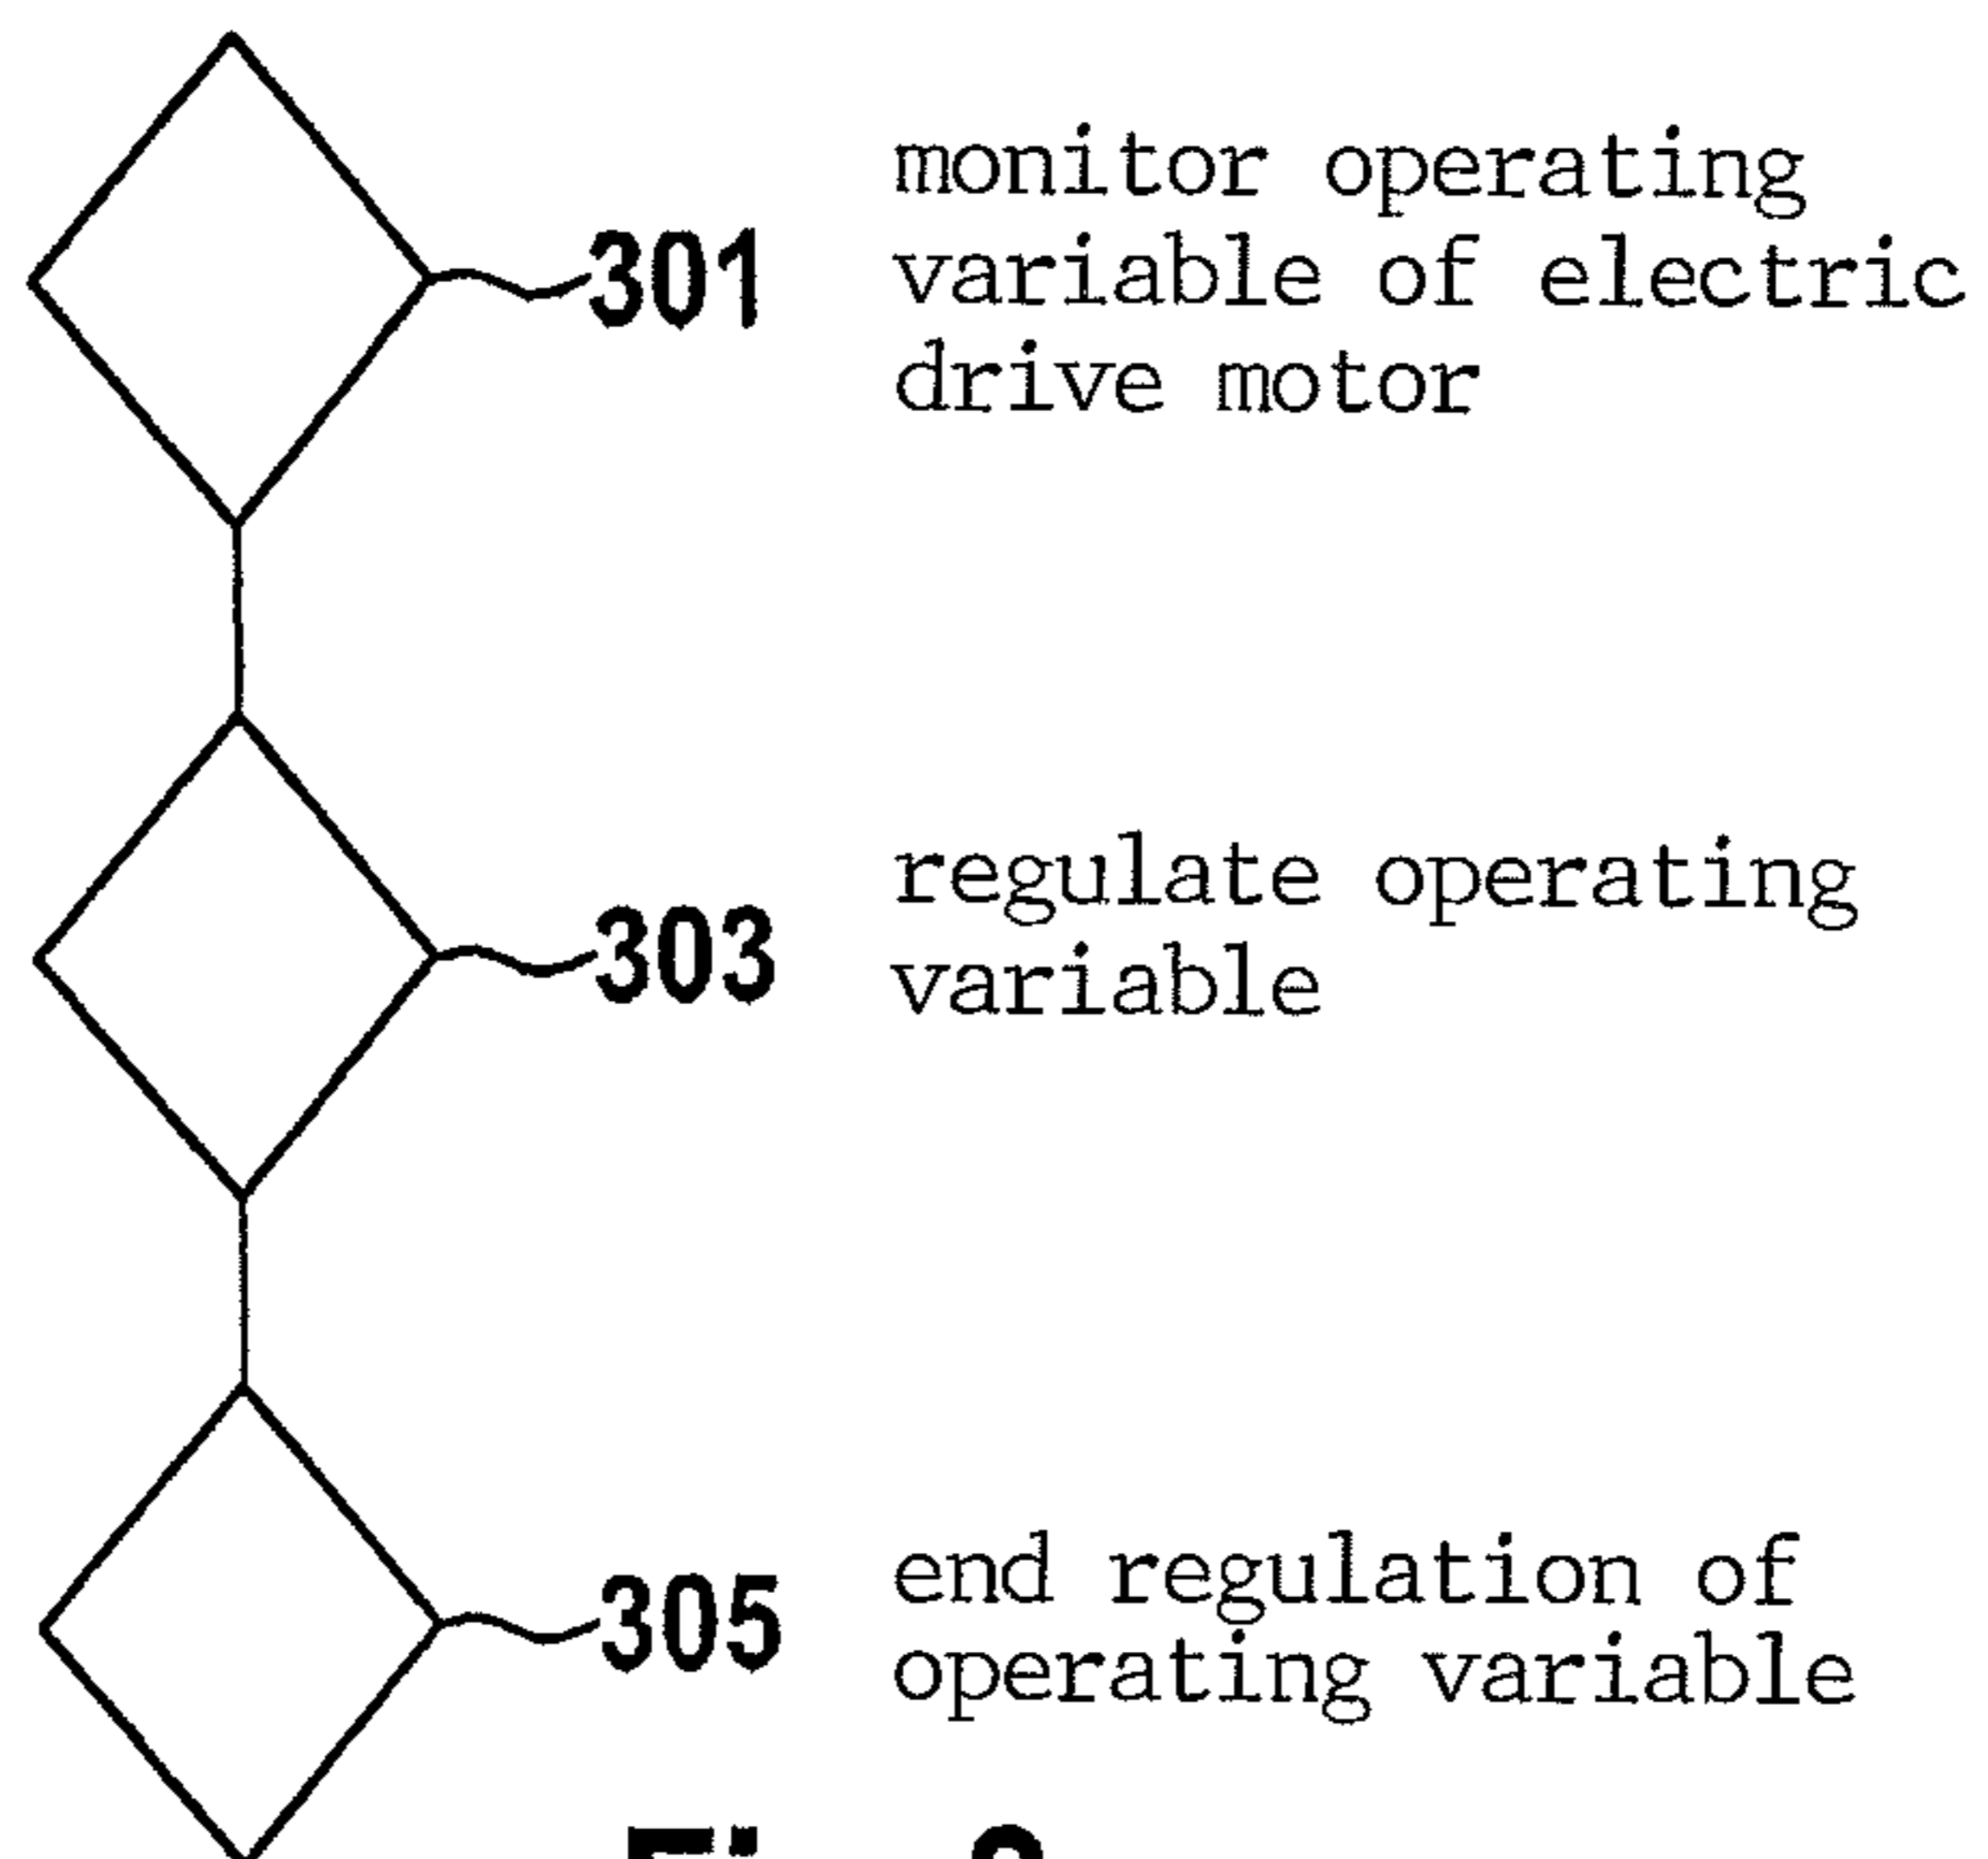 monitor operating
301
variable of electric
drive motor
regulate operating
303
variable
end regulation of
305
operating variable